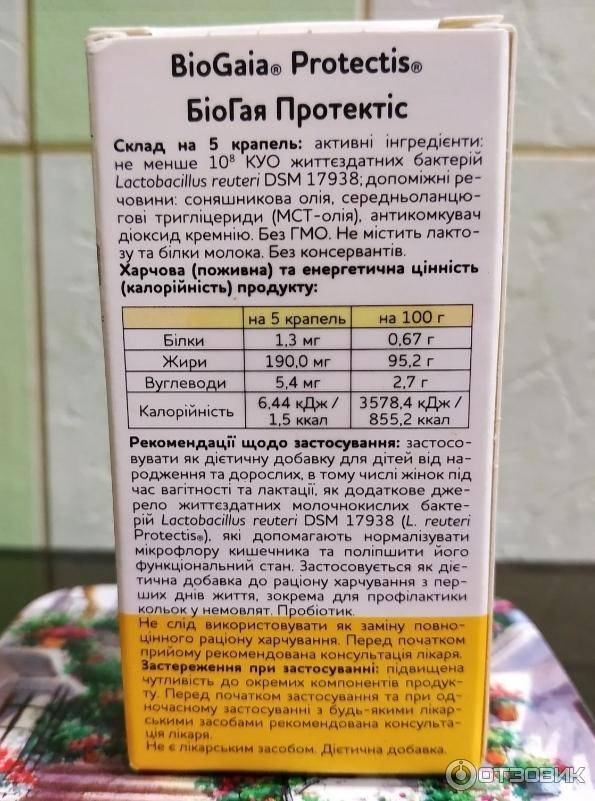 BioGaia® Protectis®
БіоГая Протектіс
Склад на 5 крапель: активні інгредієнти:
не менше 10⁸ КУО життєздатних бактерій
Lactobacillus reuteri DSM 17938; допоміжні ре-
човини: соняшникова олія, середньоланцю-
гові тригліцериди (МСТ-олія), антикомкувач
діоксид кремнію. Без ГМО. Не містить лакто-
зу та білки молока. Без консервантів.
Харчова (поживна) та енергетична цінність
(калорійність) продукту:
на 5 крапель на 100 г
Білки 1,3 мг 0,67 г
Жири 190,0 мг 95,2 г
Вуглеводи 5,4 мг 2,7 г
Калорійність 6,44 кДж / 3578,4 кДж /
1,5 ккал 855,2 ккал
Рекомендації щодо застосування: застосо-
вувати як дієтичну добавку для дітей від на-
родження та дорослих, в тому числі жінок під
час вагітності та лактації, як додаткове дже-
рело життєздатних молочнокислих бакте-
рій Lactobacillus reuteri DSM 17938 (L. reuteri
Protectis®), які допомагають нормалізувати
мікрофлору кишечника та поліпшити його
функціональний стан. Застосовується як діє-
тична добавка до раціону харчування з пер-
ших днів життя, зокрема для профілактики
кольок у немовлят. Пробіотик.
Не слід використовувати як заміну повно-
цінного раціону харчування. Перед початком
прийому рекомендована консультація лікаря.
Застереження при застосуванні: підвищена
чутливість до окремих компонентів продук-
ту. Перед початком застосування та при од-
ночасному застосуванні з будь-якими лікар-
ськими засобами рекомендована консульта-
ція лікаря.
Не є лікарським засобом. Дієтична добавка.
ОТЗОВИК